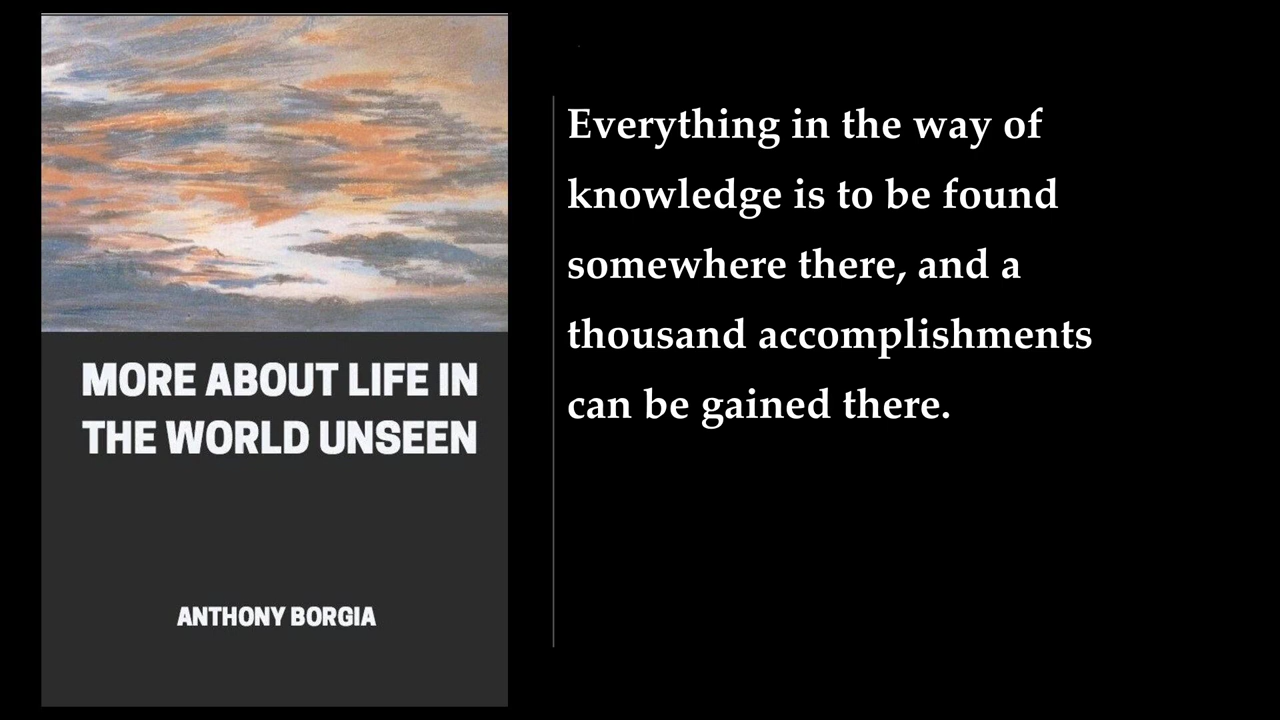 MORE ABOUT LIFE IN
THE WORLD UNSEEN
ANTHONY BORGIA
Everything in the way of
knowledge is to be found
somewhere there, and a
thousand accomplishments
can be gained there.